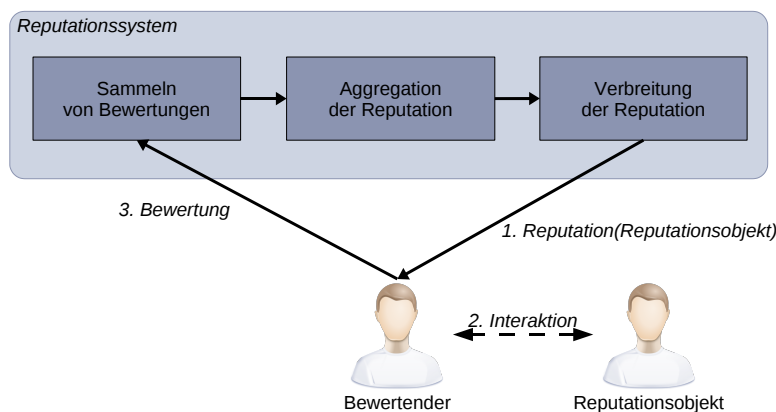 Reputationssystem
Sammeln
von Bewertungen
Aggregation
der Reputation
Verbreitung
der Reputation
3. Bewertung
1. Reputation(Reputationsobjekt)
2. Interaktion
Bewertender
Reputationsobjekt